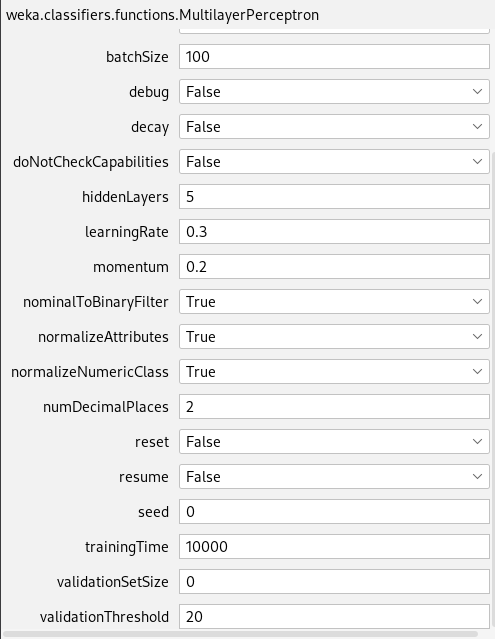 weka.classifiers.functions.MultilayerPerceptron
batchSize 100
debug False
decay False
doNotCheckCapabilities False
hiddenLayers 5
learningRate 0.3
momentum 0.2
nominalToBinaryFilter True
normalizeAttributes True
normalizeNumericClass True
numDecimalPlaces 2
reset False
resume False
seed 0
trainingTime 10000
validationSetSize 0
validationThreshold 20